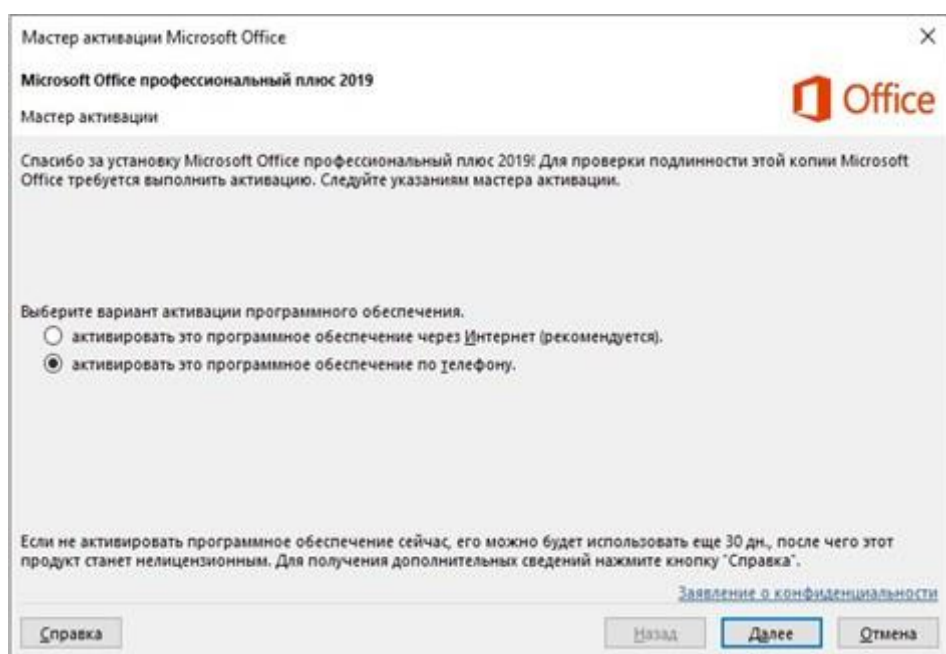 Мастер активации Microsoft Office
Microsoft Office профессиональный плюс 2019
Office
Мастер активации
Спасибо за установку Microsoft Office профессиональный плюс 2019! Для проверки подлинности этой копии Microsoft
Office требуется выполнить активацию. Следуйте указаниям мастера активации.
Выберите вариант активации программного обеспечения.
активировать это программное обеспечение через Интернет (рекомендуется).
активировать это программное обеспечение по телефону.
Если не активировать программное обеспечение сейчас, его можно будет использовать еще 30 дн., после чего этот
продукт станет нелицензионным. Для получения дополнительных сведений нажмите кнопку "Справка".
Заявление о конфиденциальности
Справка Назад Далее Отмена